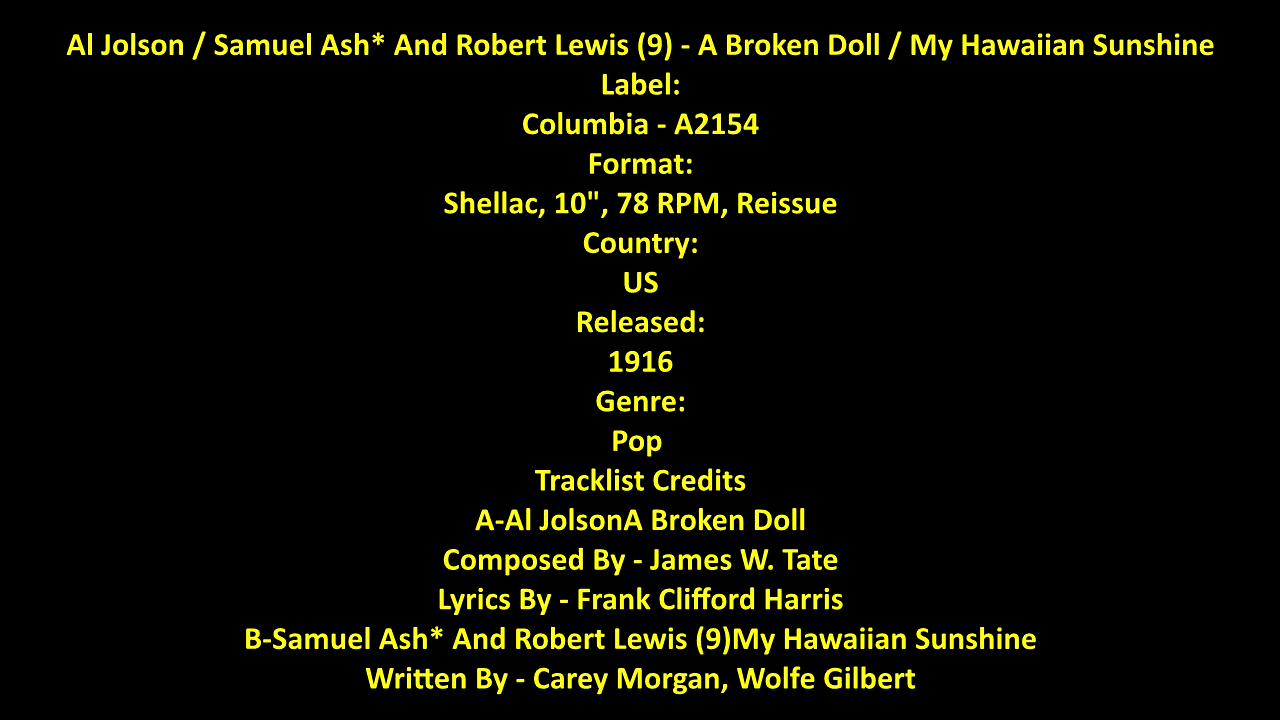 Al Jolson / Samuel Ash* And Robert Lewis (9) - A Broken Doll / My Hawaiian Sunshine
Label:
Columbia - A2154
Format:
Shellac, 10", 78 RPM, Reissue
Country:
US
Released:
1916
Genre:
Pop
Tracklist Credits
A-Al JolsonA Broken Doll
Composed By - James W. Tate
Lyrics By - Frank Clifford Harris
B-Samuel Ash* And Robert Lewis (9)My Hawaiian Sunshine
Written By - Carey Morgan, Wolfe Gilbert